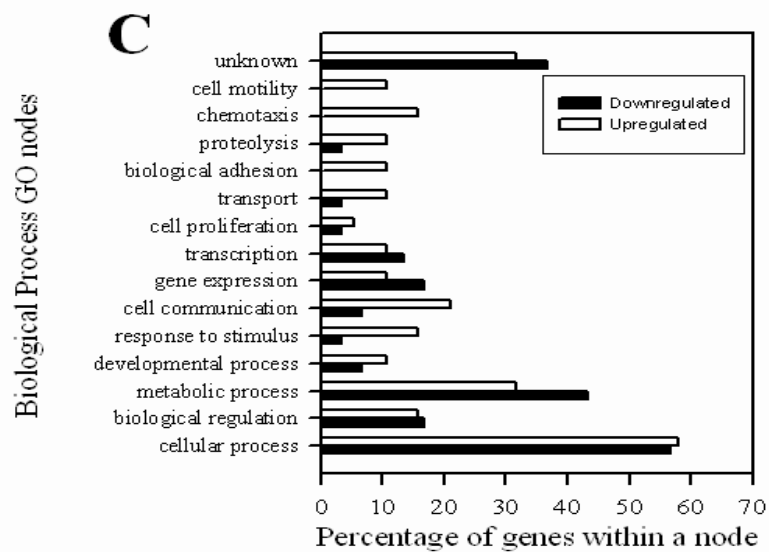 C
unknown
cell motility
chemotaxis
proteolysis
biological adhesion
transport
cell proliferation
transcription
gene expression
cell communication
response to stimulus
developmental process
metabolic process
biological regulation
cellular process
Biological Process GO nodes
Downregulated
Upregulated
0 10 20 30 40 50 60 70
Percentage of genes within a node